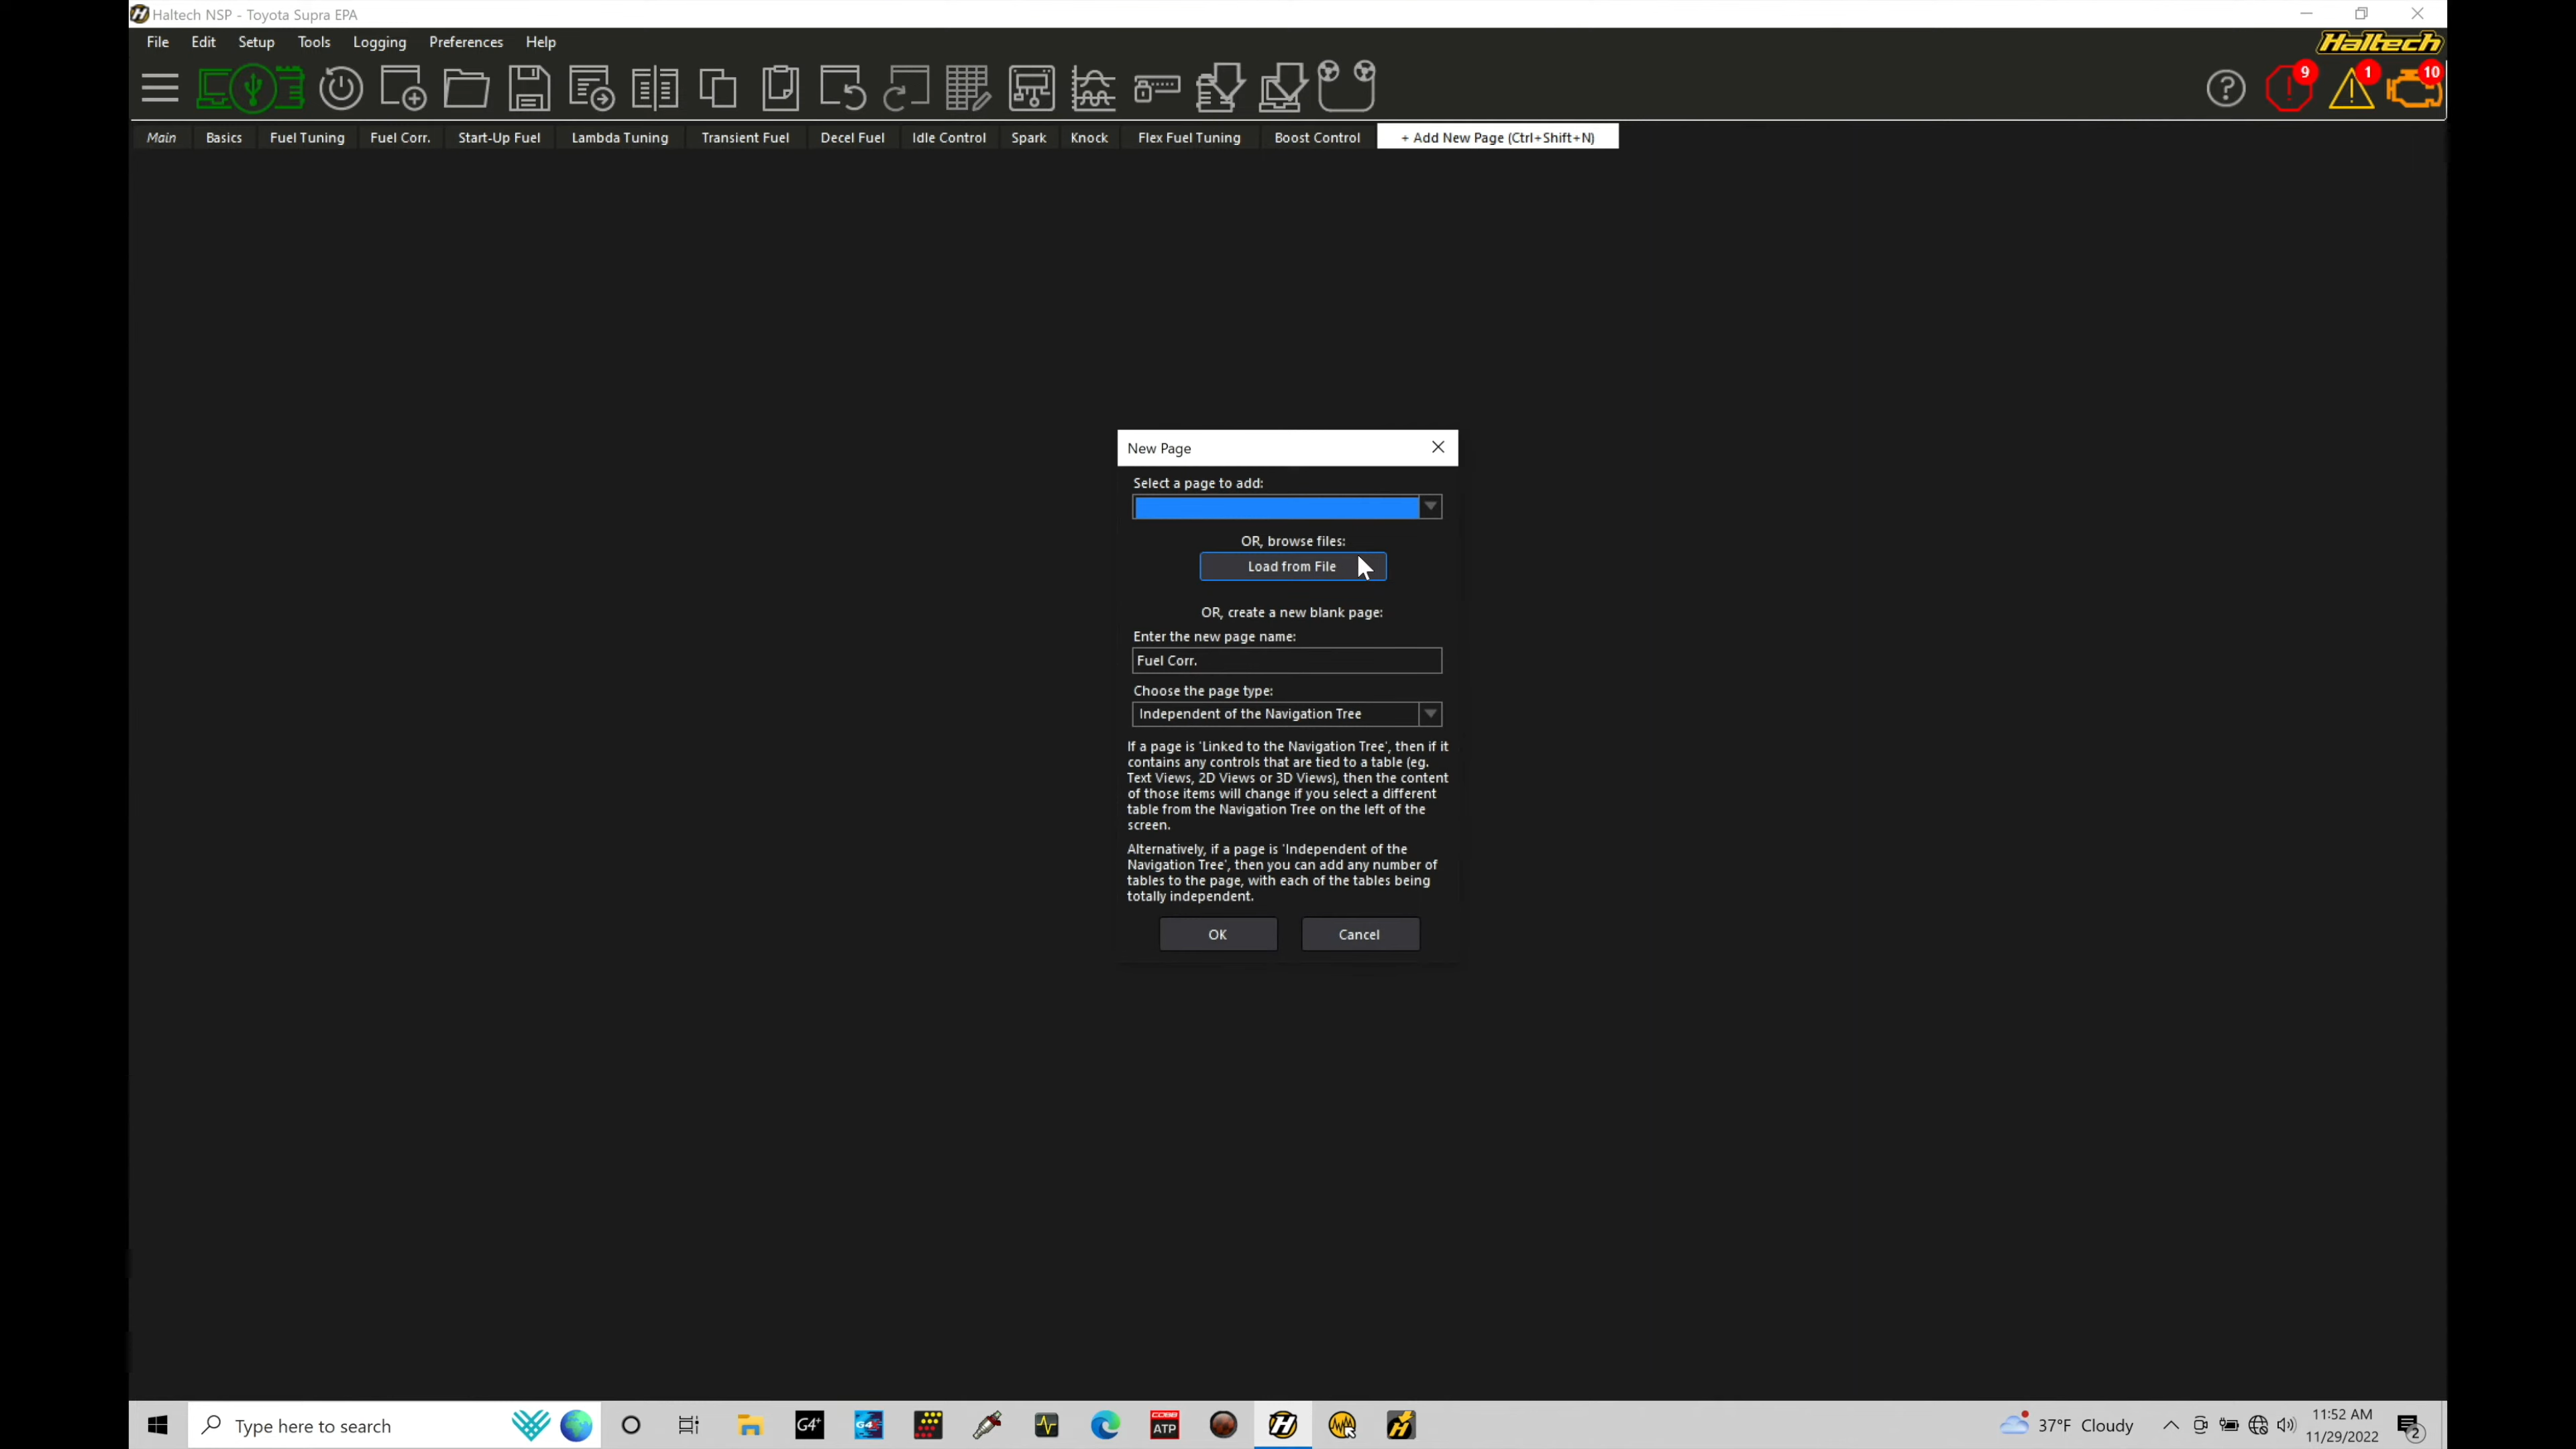 Haltech NSP - Toyota Supra EPA
File Edit Setup Tools Logging Preferences Help
Haltech
9 1 10
Main Basics Fuel Tuning Fuel Corr. Start-Up Fuel Lambda Tuning Transient Fuel Decel Fuel Idle Control Spark Knock Flex Fuel Tuning Boost Control + Add New Page (Ctrl+Shift+N)
New Page
Select a page to add:
OR, browse files:
Load from File
OR, create a new blank page:
Enter the new page name:
Fuel Corr.
Choose the page type:
Independent of the Navigation Tree
If a page is 'Linked to the Navigation Tree', then if it
contains any controls that are tied to a table (eg.
Text Views, 2D Views or 3D Views), then the content
of those items will change if you select a different
table from the Navigation Tree on the left of the
screen.
Alternatively, if a page is 'Independent of the
Navigation Tree', then you can add any number of
tables to the page, with each of the tables being
totally independent.
OK Cancel
Type here to search
G4+
G4+
COBB
ATP
H
37°F Cloudy
11:52 AM
11/29/2022
2